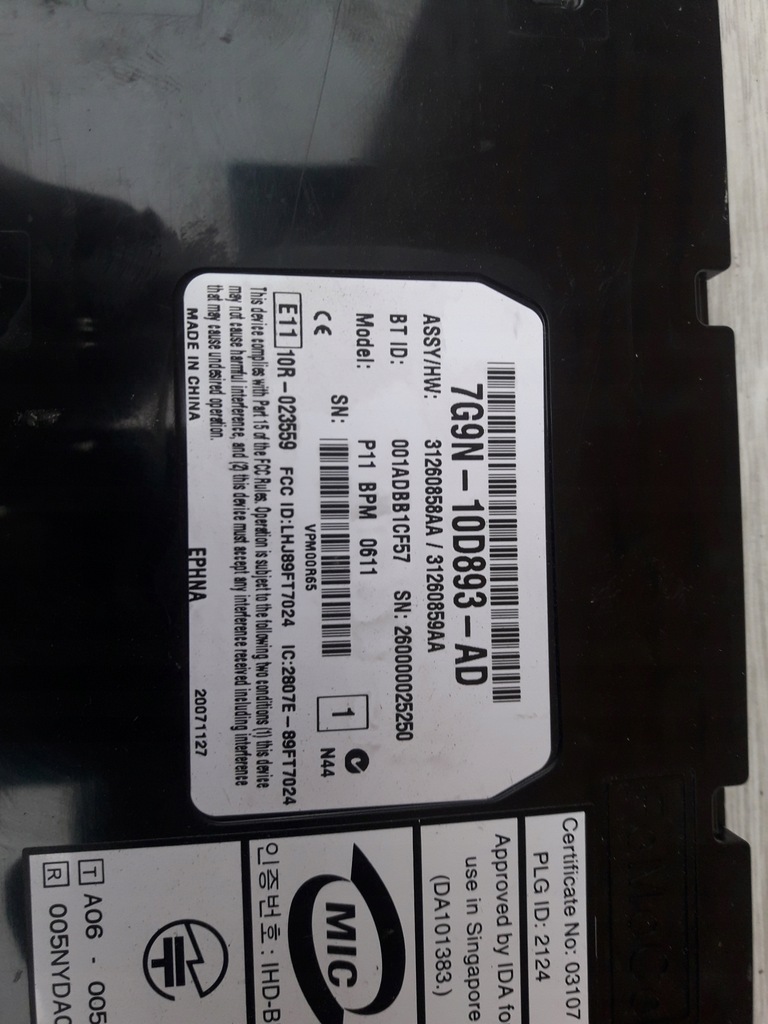 7G9N-10D893-AD
ASSY/HW: 31260858AA / 31260859AA
BT ID: 001ADBB1CF57 SN: 260000025250
Model: P11 BPM 0611
SN:
VPM00R65
CE
1
N44
E11 10R-023559 FCC ID:LHJ89FT7024 IC:2807E-89FT7024
This device complies with Part 15 of the FCC Rules. Operation is subject to the following two conditions (1) this device
may not cause harmful interference, and (2) this device must accept any interference received including interference
that may cause undesired operation.
MADE IN CHINA EPHNA 20071127
Certificate No: 03107
PLG ID: 2124
Approved by IDA fo
use in Singapore
(DA101383.)
MIC
인증번호: IHD-B
T A06 - 005
R 005NYDAC